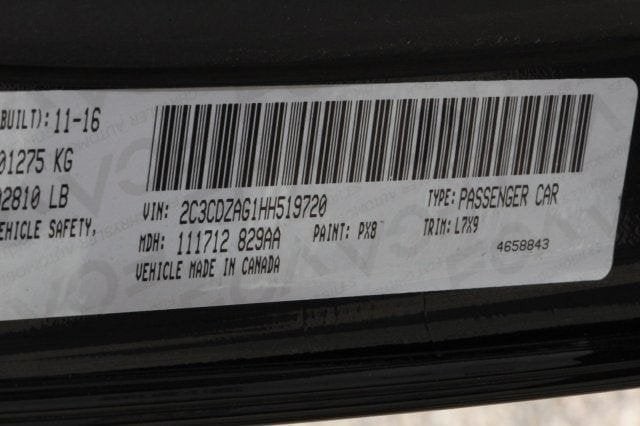 BUILT): 11-16
01275 KG
02810 LB
EHICLE SAFETY,
VIN: 2C3CDZAG1HH519720
TYPE: PASSENGER CAR
MDH: 111712 829AA
PAINT: PX8
TRIM: L7X9
VEHICLE MADE IN CANADA
4658843